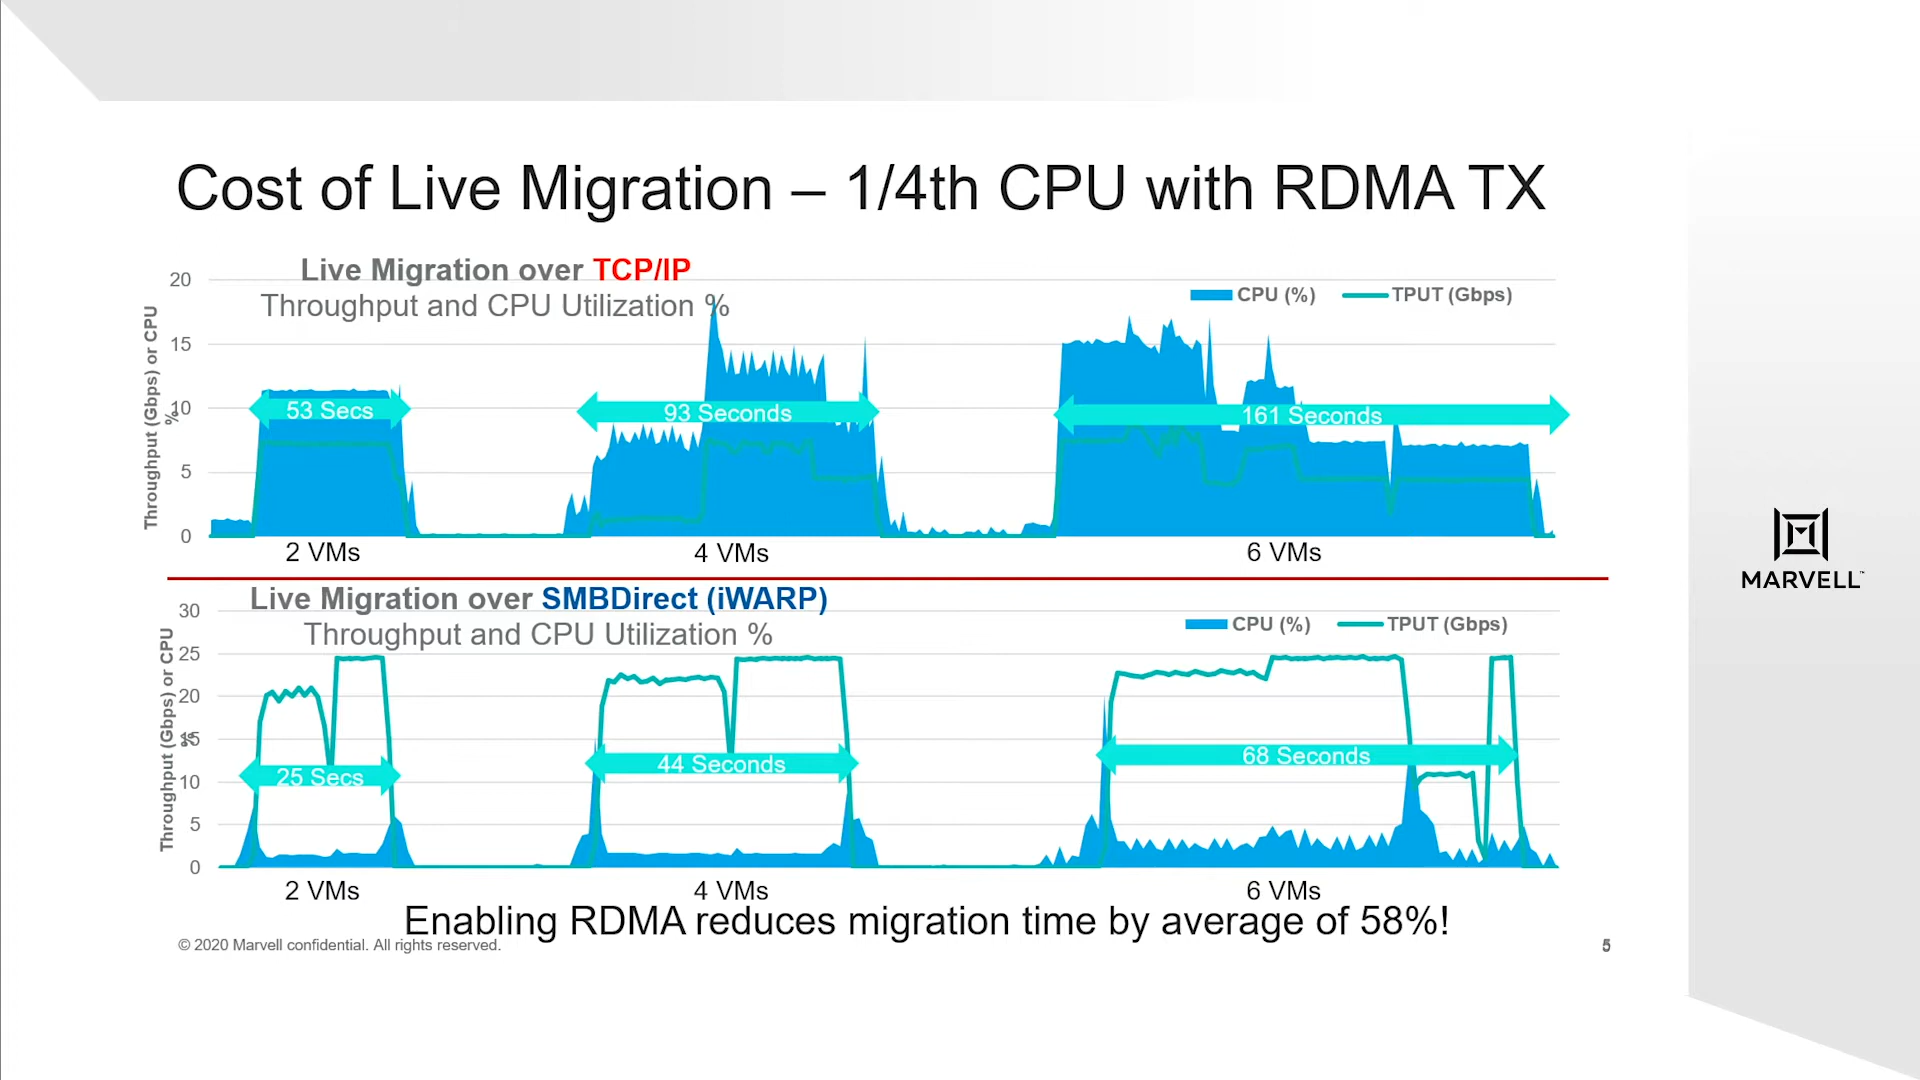 Cost of Live Migration – 1/4th CPU with RDMA TX
Live Migration over TCP/IP
Throughput and CPU Utilization %
CPU (%)
TPUT (Gbps)
Throughput (Gbps) or CPU
%
20
15
10
5
0
53 Secs
93 Seconds
161 Seconds
2 VMs
4 VMs
6 VMs
MARVELL™
Live Migration over SMBDirect (iWARP)
Throughput and CPU Utilization %
CPU (%)
TPUT (Gbps)
Throughput (Gbps) or CPU
%
30
25
20
15
10
5
0
25 Secs
44 Seconds
68 Seconds
2 VMs
4 VMs
6 VMs
Enabling RDMA reduces migration time by average of 58%!
© 2020 Marvell confidential. All rights reserved.
5